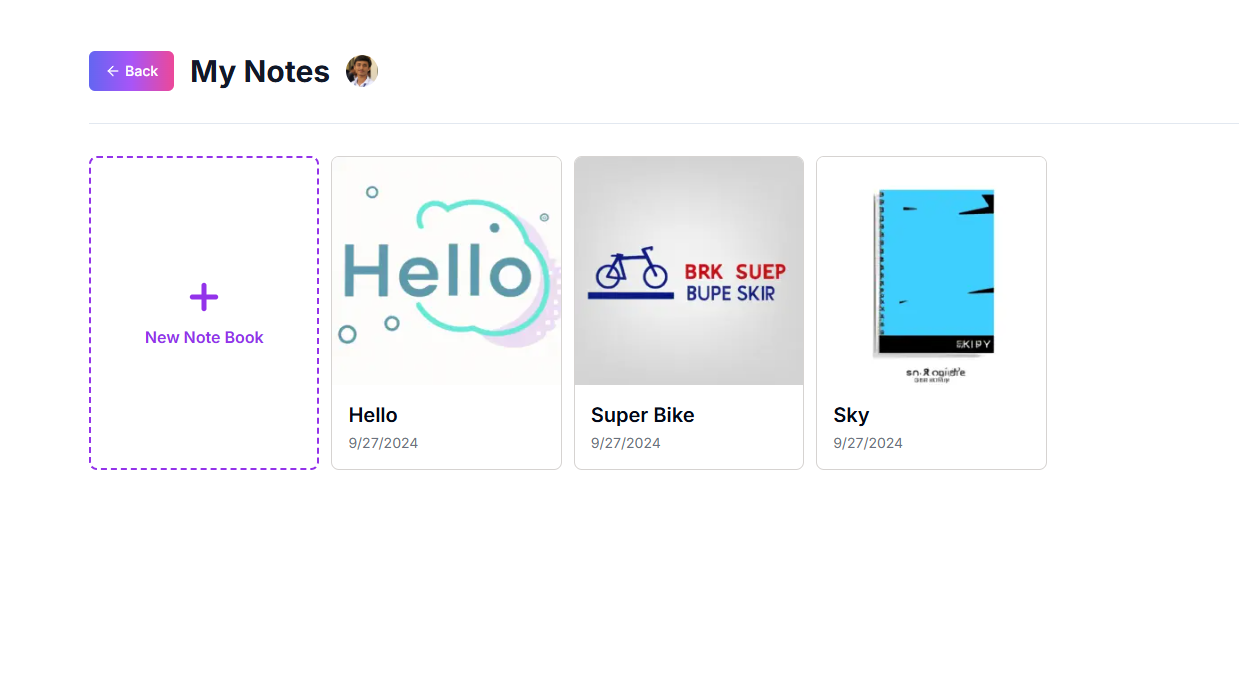 ← Back
My Notes
New Note Book
Hello
BRK SUEP
BUPE SKIR
Hello
9/27/2024
Super Bike
9/27/2024
Sky
9/27/2024